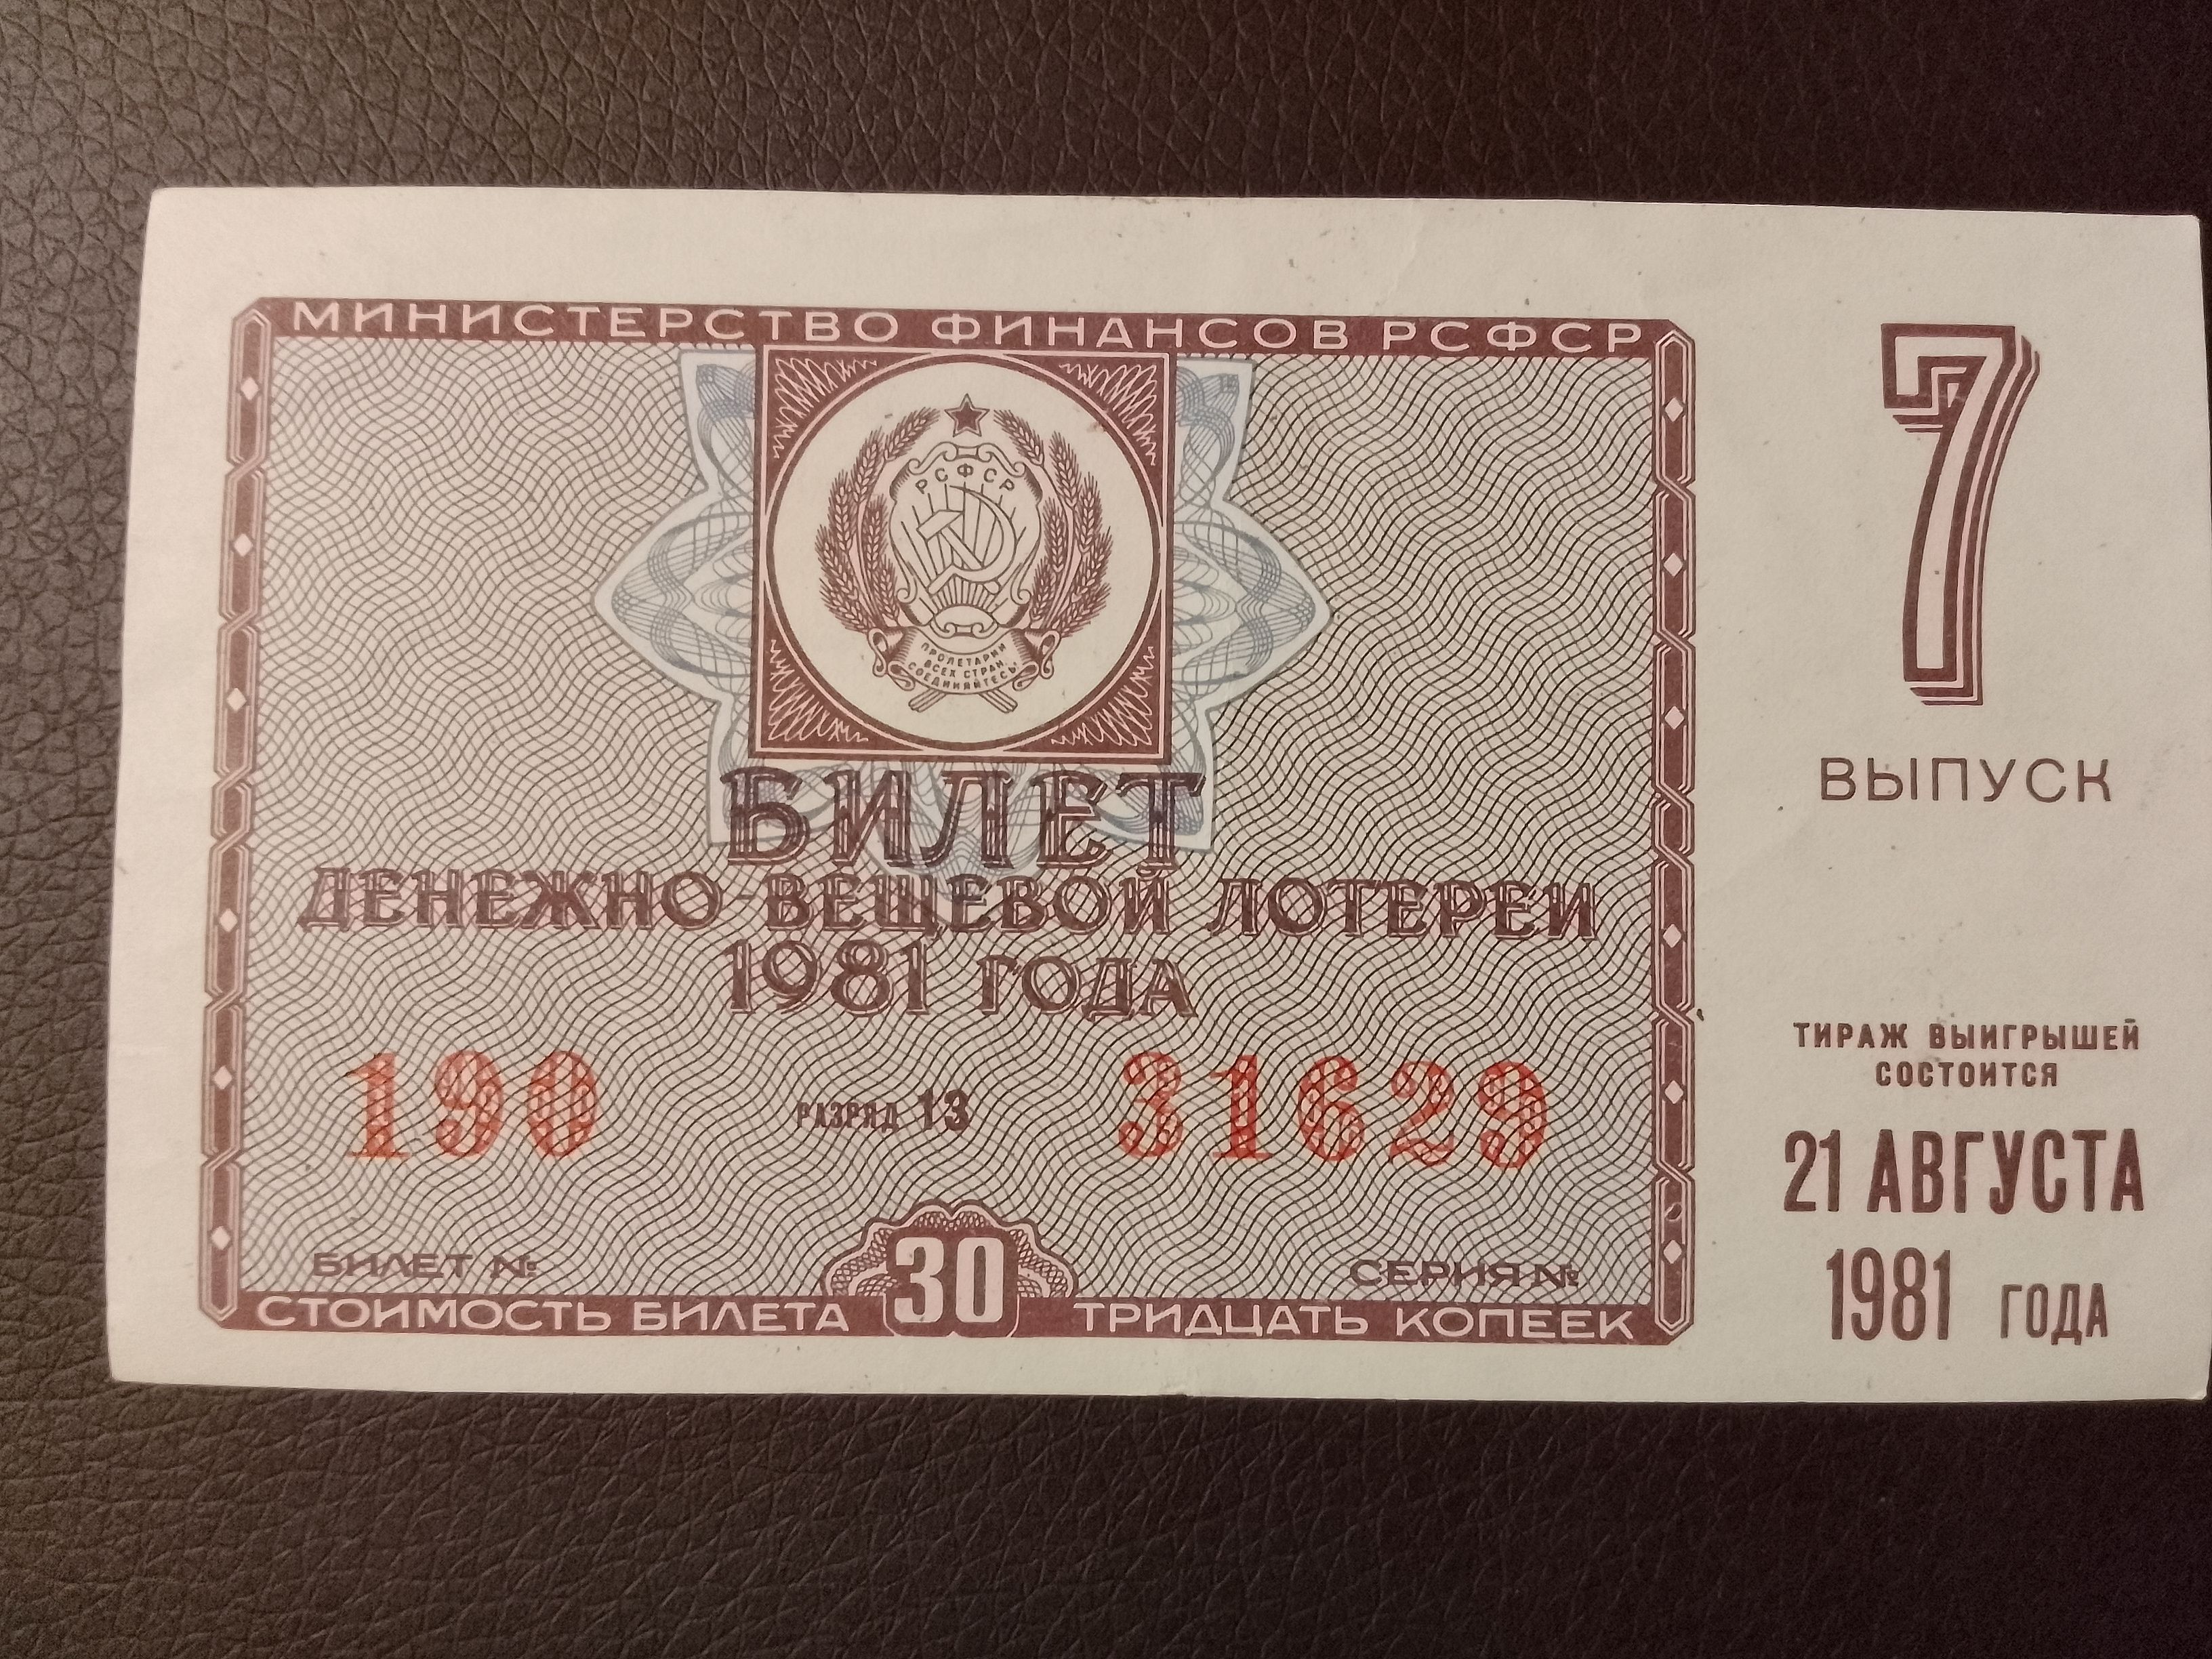 МИНИСТЕРСТВО ФИНАНСОВ РСФСР
РСФСР
ПРОЛЕТАРИИ
ВСЕХ СТРАН,
СОЕДИНЯЙТЕСЬ!
БИЛЕТ
ДЕНЕЖНО-ВЕЩЕВОЙ ЛОТЕРЕИ
1981 ГОДА
190 РАЗРЯД 13 31629
БИЛЕТ № СЕРИЯ №
СТОИМОСТЬ БИЛЕТА 30 ТРИДЦАТЬ КОПЕЕК
7
ВЫПУСК
ТИРАЖ ВЫИГРЫШЕЙ
СОСТОИТСЯ
21 АВГУСТА
1981 ГОДА